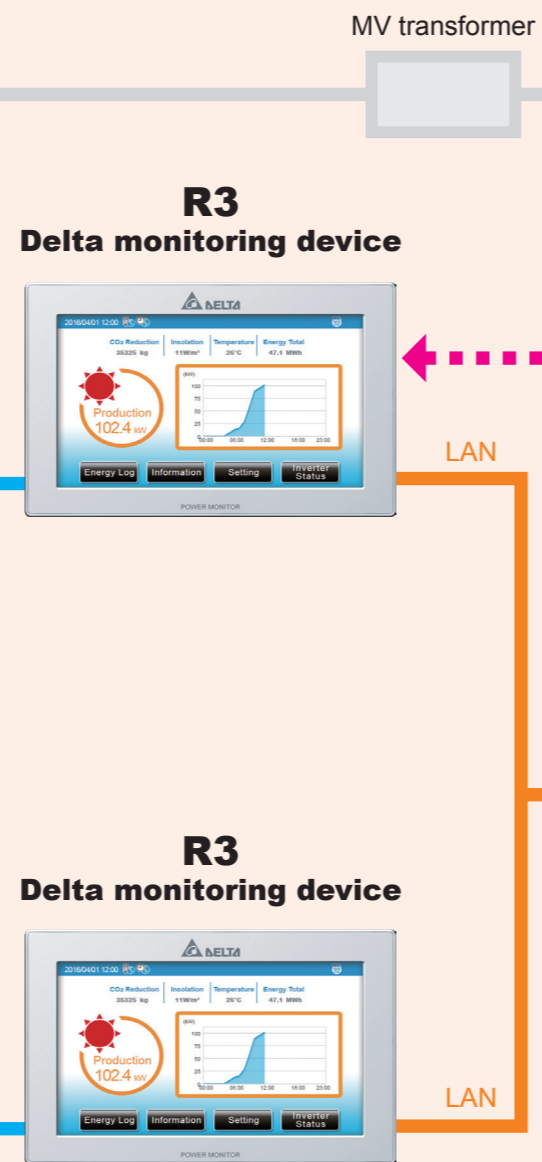 MV transformer
R3
Delta monitoring device
DELTA
2016/04/01 12:00
CO2 Reduction Insolation Temperature Energy Total
35325 kg 11W/m² 26°C 47.1 MWh
(kW)
100
75
50
25
0
00:00 06:00 12:00 18:00 23:00
Production
102.4 kW
Energy Log Information Setting Inverter
Status
POWER MONITOR
LAN
R3
Delta monitoring device
DELTA
2016/04/01 12:00
CO2 Reduction Insolation Temperature Energy Total
35325 kg 11W/m² 26°C 47.1 MWh
(kW)
100
75
50
25
0
00:00 06:00 12:00 18:00 23:00
Production
102.4 kW
Energy Log Information Setting Inverter
Status
POWER MONITOR
LAN